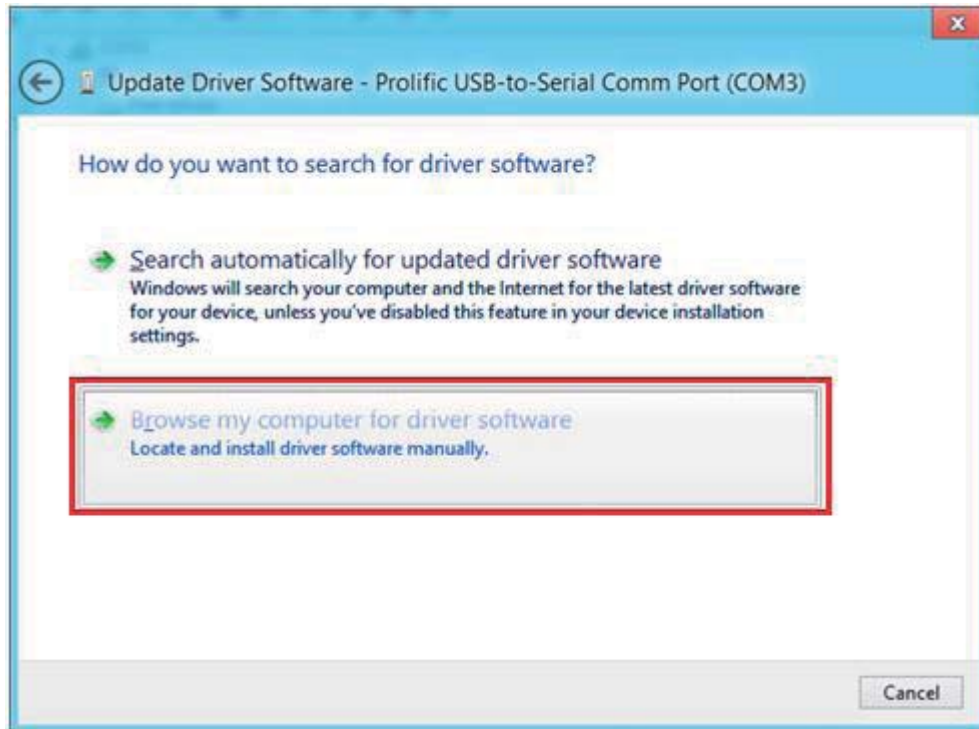 Update Driver Software - Prolific USB-to-Serial Comm Port (COM3)
How do you want to search for driver software?
Search automatically for updated driver software
Windows will search your computer and the Internet for the latest driver software
for your device, unless you've disabled this feature in your device installation
settings.
Browse my computer for driver software
Locate and install driver software manually.
Cancel